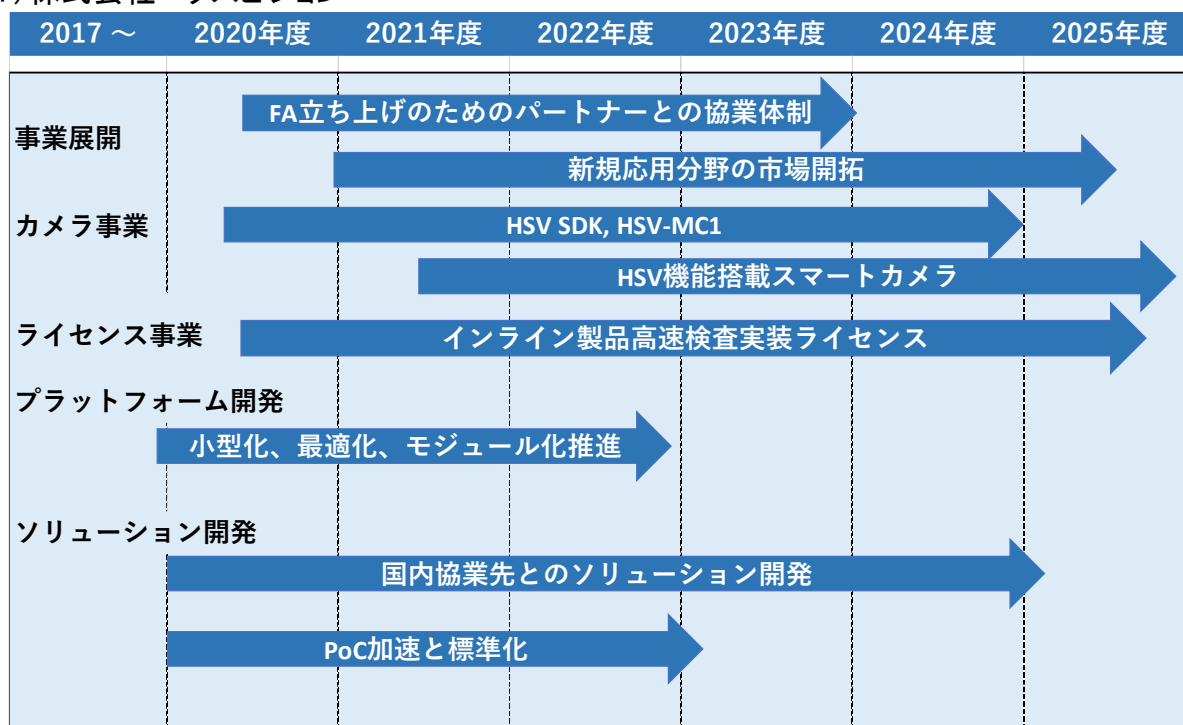 株式会社
2017 ～ 2020年度 2021年度 2022年度 2023年度 2024年度 2025年度
事業展開
FA立ち上げのためのパートナーとの協業体制
新規応用分野の市場開拓
カメラ事業
HSV SDK, HSV-MC1
HSV機能搭載スマートカメラ
ライセンス事業
インライン製品高速検査実装ライセンス
プラットフォーム開発
小型化、最適化、モジュール化推進
ソリューション開発
国内協業先とのソリューション開発
PoC加速と標準化